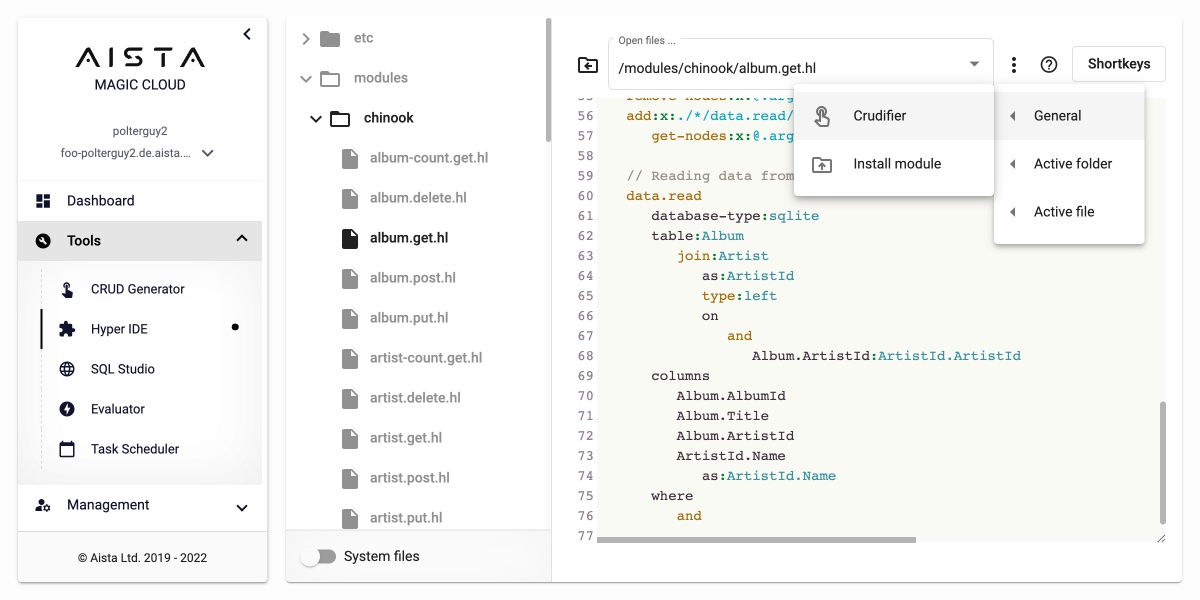 AISTA
MAGIC CLOUD
polterguy2
foo-polterguy2.de.aista....
Dashboard
Tools
CRUD Generator
Hyper IDE
SQL Studio
Evaluator
Task Scheduler
Management
© Aista Ltd. 2019 - 2022
etc
modules
chinook
album-count.get.hl
album.delete.hl
album.get.hl
album.post.hl
album.put.hl
artist-count.get.hl
artist.delete.hl
artist.get.hl
artist.post.hl
artist.put.hl
System files
Open files ...
/modules/chinook/album.get.hl
Shortkeys
Crudifier
Install module
General
Active folder
Active file
55 remove-nodes:x:@.arg
56 add:x:./*/data.read/
57 get-nodes:x:@.arg
58
59 // Reading data from
60 data.read
61 database-type:sqlite
62 table:Album
63 join:Artist
64 as:ArtistId
65 type:left
66 on
67 and
68 Album.ArtistId:ArtistId.ArtistId
69 columns
70 Album.AlbumId
71 Album.Title
72 Album.ArtistId
73 ArtistId.Name
74 as:ArtistId.Name
75 where
76 and
77